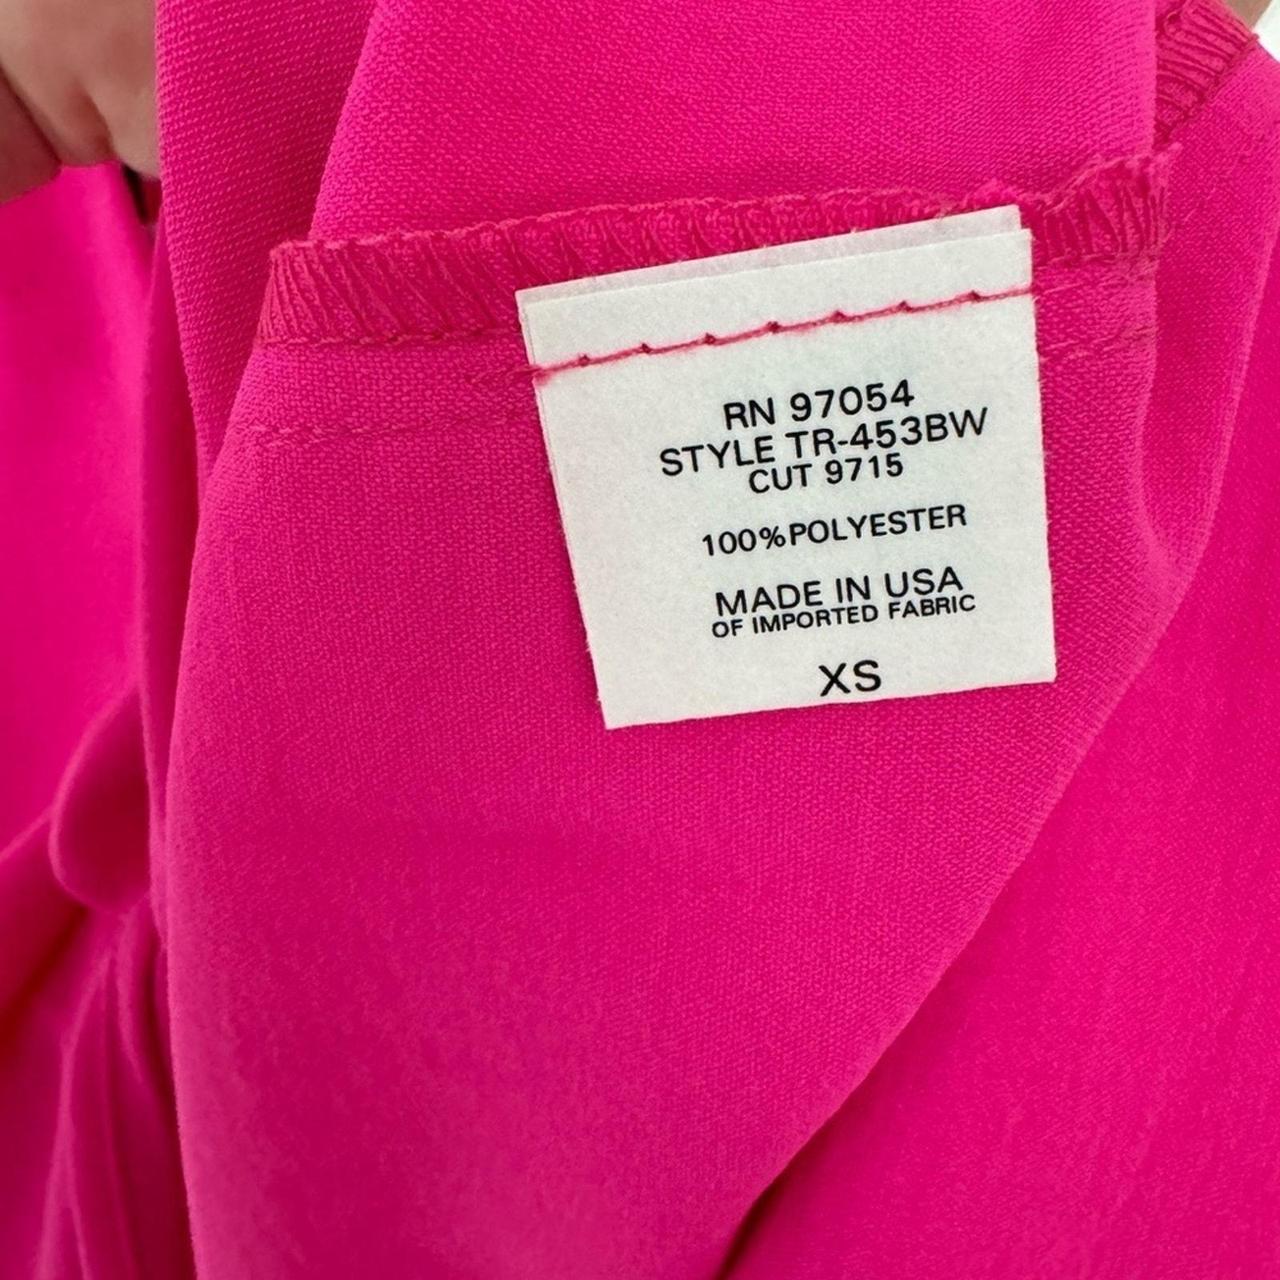 RN 97054
STYLE TR-453BW
CUT 9715
100%POLYESTER
MADE IN USA
OF IMPORTED FABRIC
XS